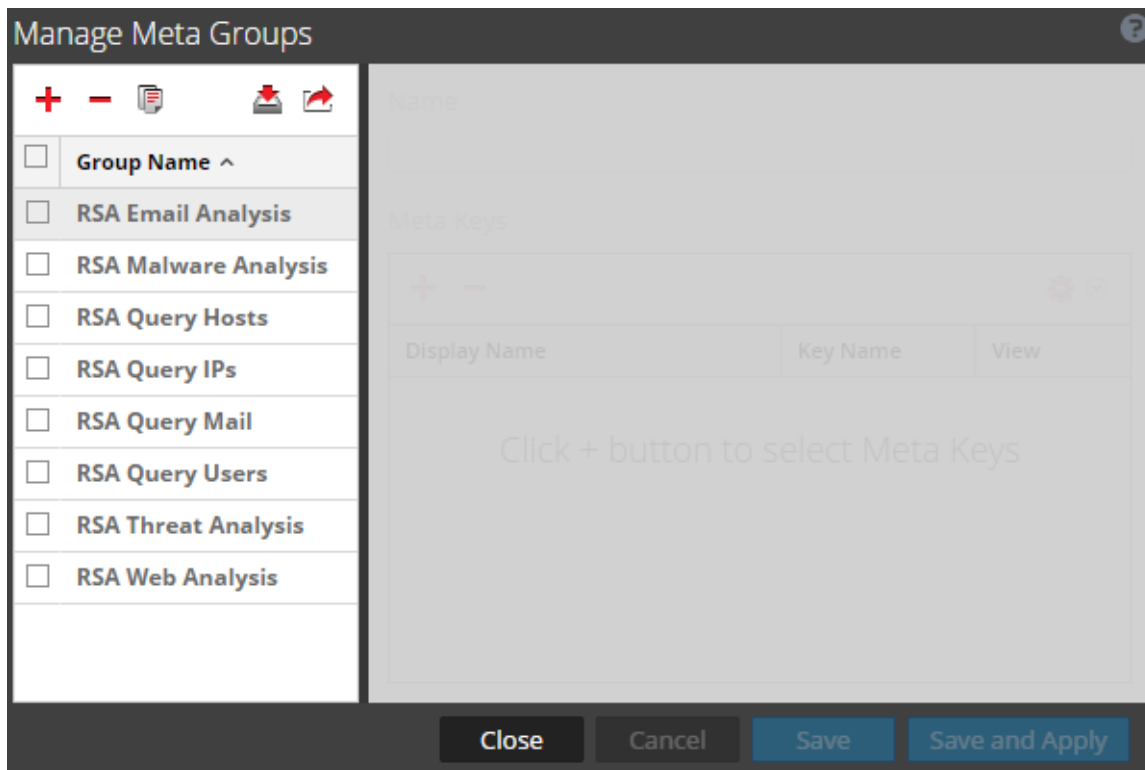 Manage Meta Groups
?
Group Name
RSA Email Analysis
RSA Malware Analysis
RSA Query Hosts
RSA Query IPs
RSA Query Mail
RSA Query Users
RSA Threat Analysis
RSA Web Analysis
Name
Meta Keys
Display Name Key Name View
Click + button to select Meta Keys
Close Cancel Save Save and Apply